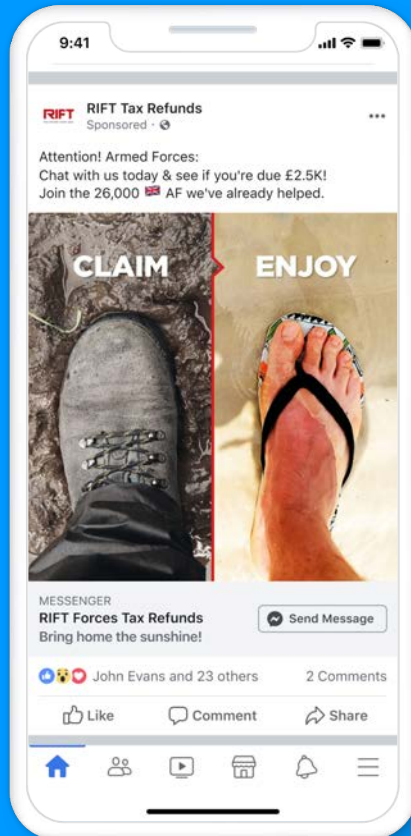 9:41
RIFT
RIFT Tax Refunds
Sponsored ·
Attention! Armed Forces:
Chat with us today & see if you're due £2.5K!
Join the 26,000 🇬🇧 AF we've already helped.
CLAIM
ENJOY
MESSENGER
RIFT Forces Tax Refunds
Bring home the sunshine!
Send Message
John Evans and 23 others
2 Comments
Like
Comment
Share